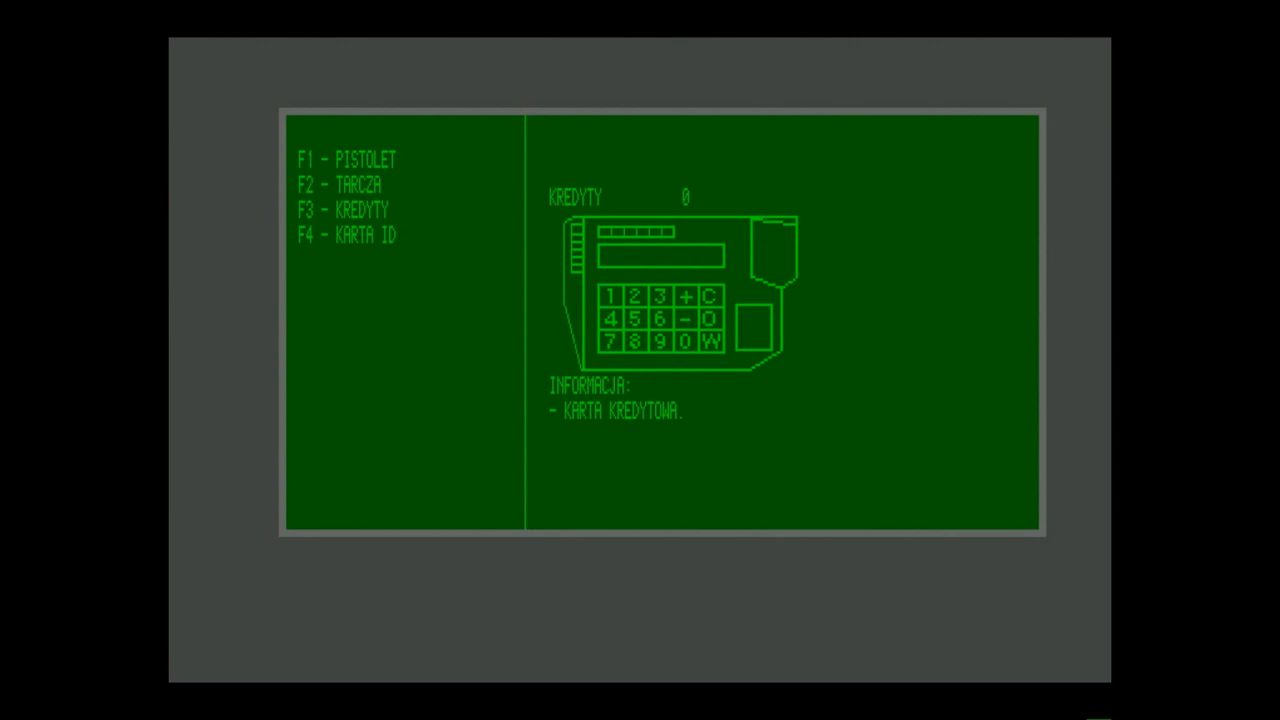 F1 - PISTOLET
F2 - TARCZA
F3 - KREDYTY
F4 - KARTA ID
KREDYTY 0
1 2 3 + C
4 5 6 - O
7 8 9 0 W
INFORMACJA:
- KARTA KREDYTOWA.